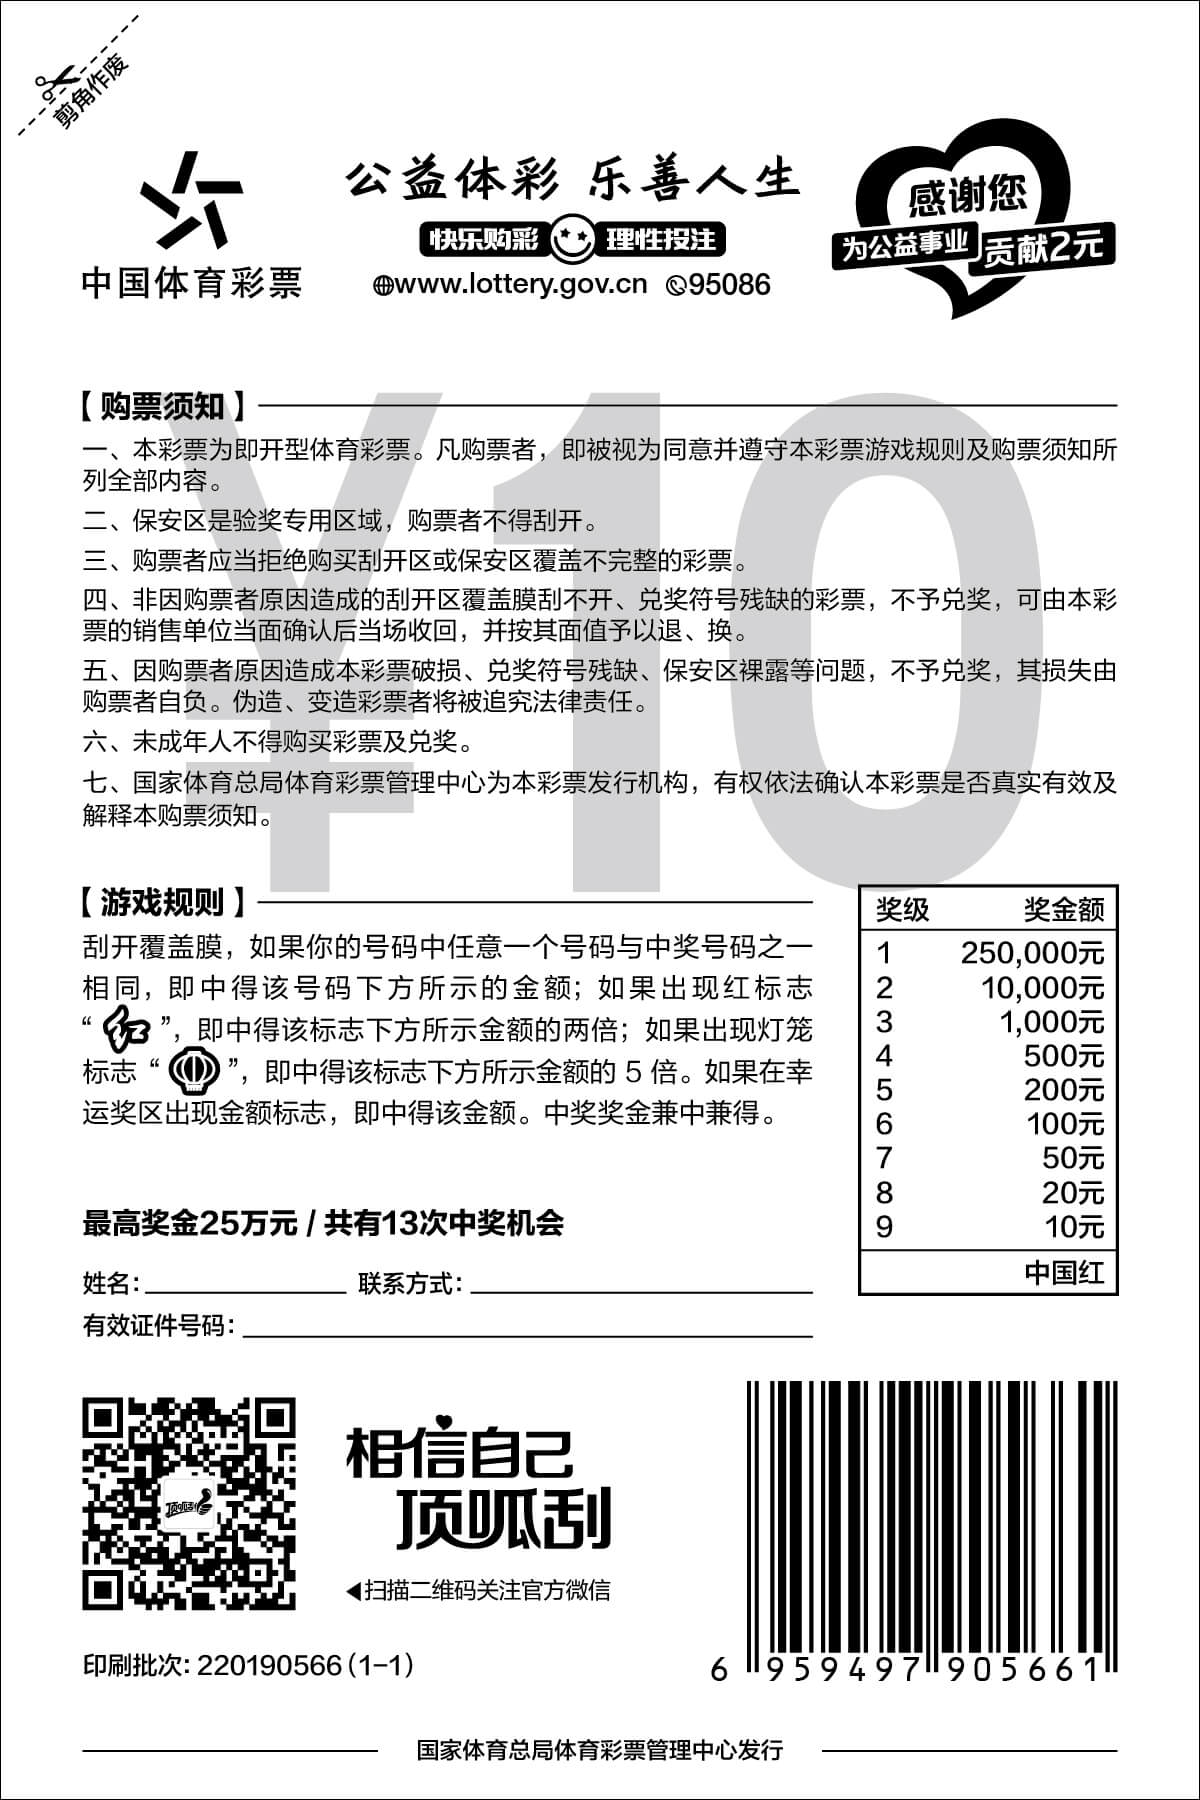 剪角作废
中国体育彩票
公益体彩 乐善人生
快乐购彩 理性投注
www.lottery.gov.cn 95086
感谢您
为公益事业 贡献2元
¥10
【购票须知】
一、本彩票为即开型体育彩票。凡购票者，即被视为同意并遵守本彩票游戏规则及购票须知所
列全部内容。
二、保安区是验奖专用区域，购票者不得刮开。
三、购票者应当拒绝购买刮开区或保安区覆盖不完整的彩票。
四、非因购票者原因造成的刮开区覆盖膜刮不开、兑奖符号残缺的彩票，不予兑奖，可由本彩
票的销售单位当面确认后当场收回，并按其面值予以退、换。
五、因购票者原因造成本彩票破损、兑奖符号残缺、保安区裸露等问题，不予兑奖，其损失由
购票者自负。伪造、变造彩票者将被追究法律责任。
六、未成年人不得购买彩票及兑奖。
七、国家体育总局体育彩票管理中心为本彩票发行机构，有权依法确认本彩票是否真实有效及
解释本购票须知。
【游戏规则】
刮开覆盖膜，如果你的号码中任意一个号码与中奖号码之一
相同，即中得该号码下方所示的金额；如果出现红标志
“红”，即中得该标志下方所示金额的两倍；如果出现灯笼
标志“ ”，即中得该标志下方所示金额的 5 倍。如果在幸
运奖区出现金额标志，即中得该金额。中奖奖金兼中兼得。
奖级 奖金额
1 250,000元
2 10,000元
3 1,000元
4 500元
5 200元
6 100元
7 50元
8 20元
9 10元
中国红
最高奖金25万元 / 共有13次中奖机会
姓名： 联系方式：
有效证件号码：
顶呱刮
相信自己
顶呱刮
扫描二维码关注官方微信
印刷批次：220190566（1-1）
6 959497 905661
国家体育总局体育彩票管理中心发行